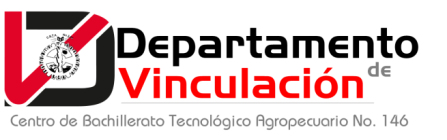 Departamento
de
Vinculación
Centro de Bachillerato Tecnológico Agropecuario No. 146